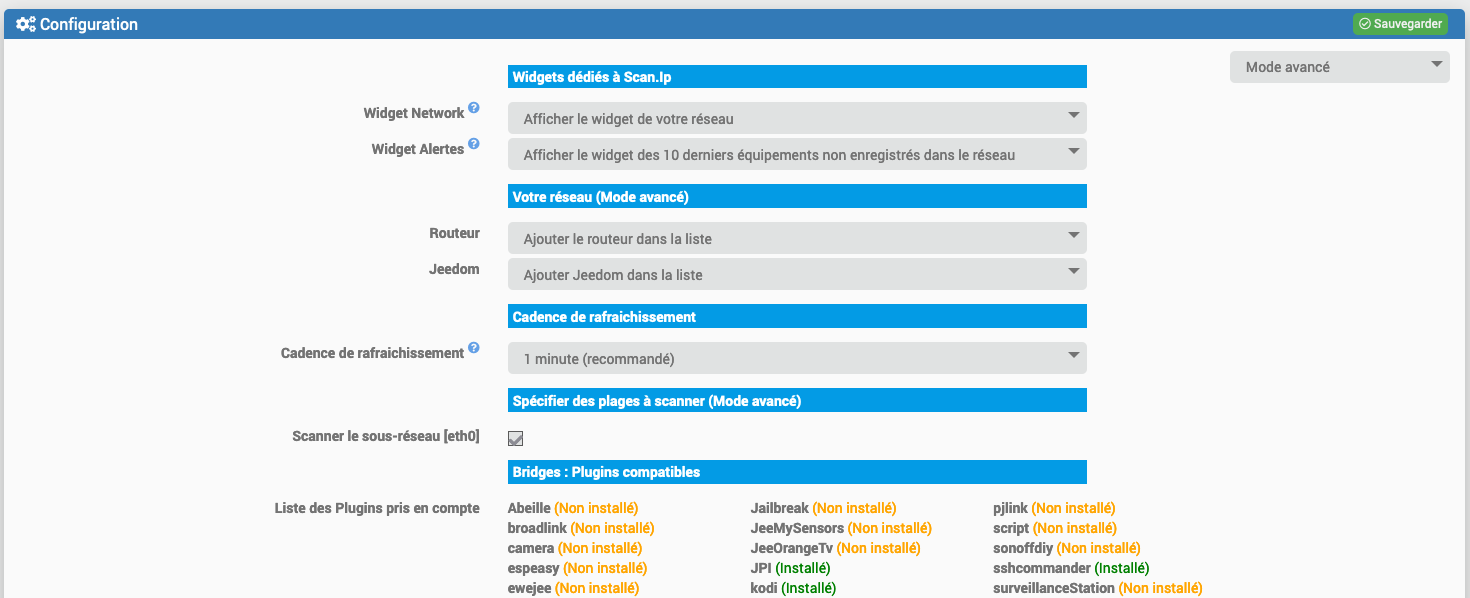 Configuration
Sauvegarder
Mode avancé
Widgets dédiés à Scan.Ip
Widget Network ?
Afficher le widget de votre réseau
Widget Alertes ?
Afficher le widget des 10 derniers équipements non enregistrés dans le réseau
Votre réseau (Mode avancé)
Routeur
Ajouter le routeur dans la liste
Jeedom
Ajouter Jeedom dans la liste
Cadence de rafraichissement
Cadence de rafraichissement ?
1 minute (recommandé)
Spécifier des plages à scanner (Mode avancé)
Scanner le sous-réseau [eth0]
Bridges : Plugins compatibles
Liste des Plugins pris en compte
Abeille (Non installé)
broadlink (Non installé)
camera (Non installé)
espeasy (Non installé)
ewejee (Non installé)
Jailbreak (Non installé)
JeeMySensors (Non installé)
JeeOrangeTv (Non installé)
JPI (Installé)
kodi (Installé)
pjlink (Non installé)
script (Non installé)
sonoffdiy (Non installé)
sshcommander (Installé)
surveillanceStation (Non installé)